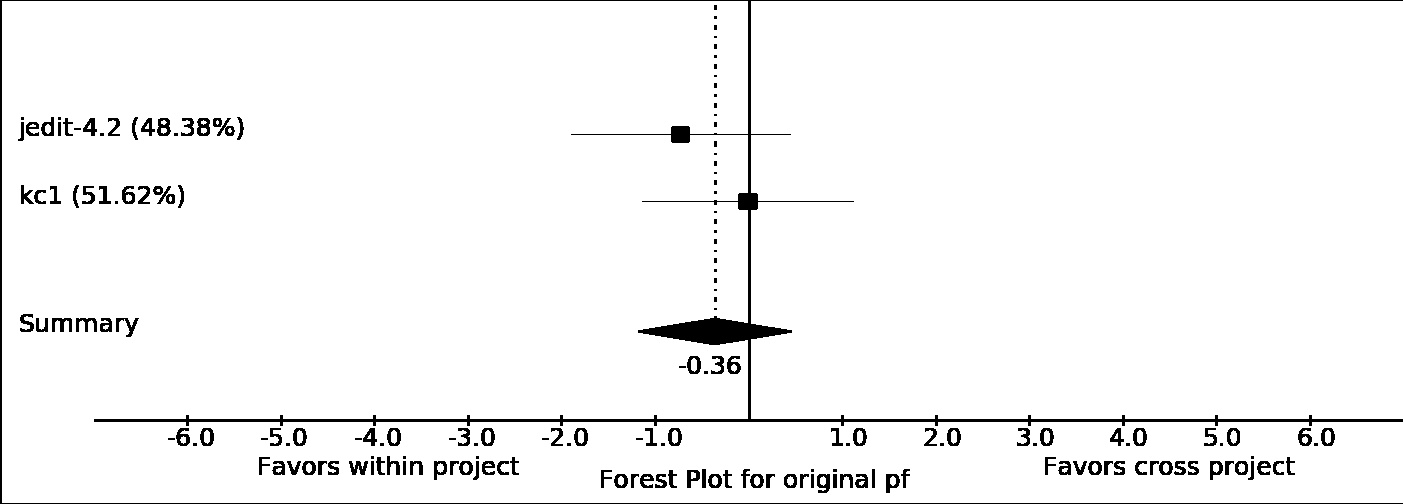 jedit-4.2 (48.38%)
kc1 (51.62%)
Summary
-0.36
-6.0 -5.0 -4.0 -3.0 -2.0 -1.0 1.0 2.0 3.0 4.0 5.0 6.0
Favors within project Favors cross project
Forest Plot for original pf